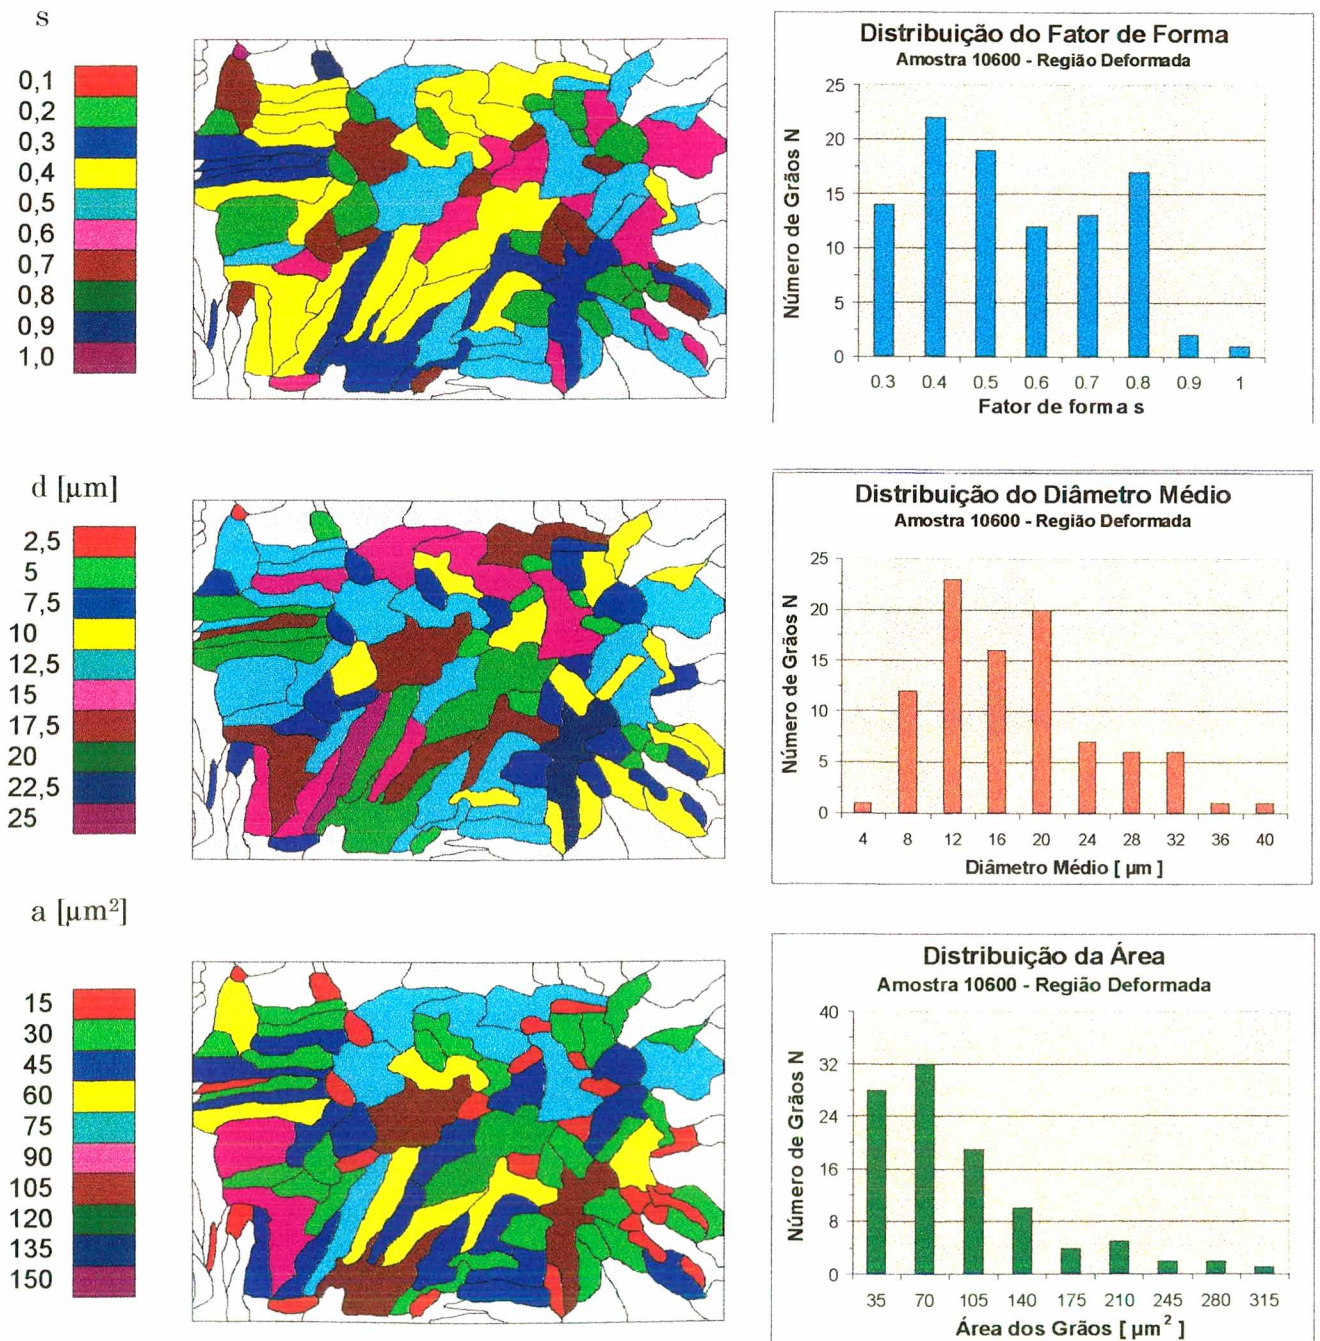 s
0,1
0,2
0,3
0,4
0,5
0,6
0,7
0,8
0,9
1,0
Distribuição do Fator de Forma
Amostra 10600 - Região Deformada
Número de Grãos N
25
20
15
10
5
0
0.3 0.4 0.5 0.6 0.7 0.8 0.9 1
Fator de forma s
d [µm]
2,5
5
7,5
10
12,5
15
17,5
20
22,5
25
Distribuição do Diâmetro Médio
Amostra 10600 - Região Deformada
Número de Grãos N
25
20
15
10
5
0
4 8 12 16 20 24 28 32 36 40
Diâmetro Médio [ µm ]
a [µm²]
15
30
45
60
75
90
105
120
135
150
Distribuição da Área
Amostra 10600 - Região Deformada
Número de Grãos N
40
32
24
16
8
0
35 70 105 140 175 210 245 280 315
Área dos Grãos [ µm² ]